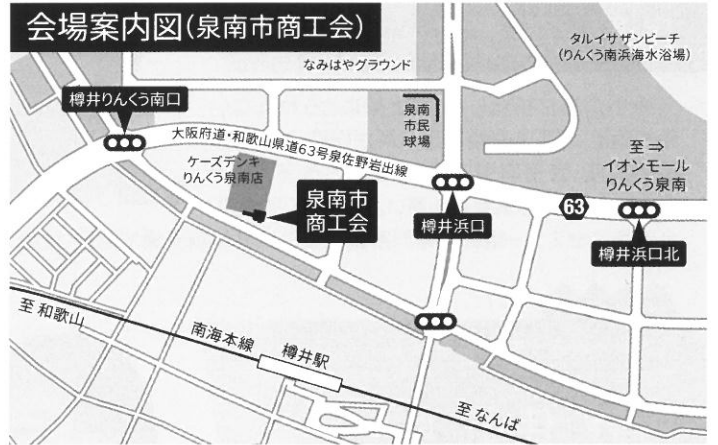 会場案内図(泉南市商工会)
タルイサザンビーチ
(りんくう南浜海水浴場)
なみはやグラウンド
樽井りんくう南口
泉南
市民
球場
大阪府道・和歌山県道63号泉佐野岩出線
ケーズデンキ
りんくう泉南店
至⇒
イオンモール
りんくう泉南
泉南市
商工会
63
樽井浜口
樽井浜口北
至 和歌山
南海本線
樽井駅
至 なんば